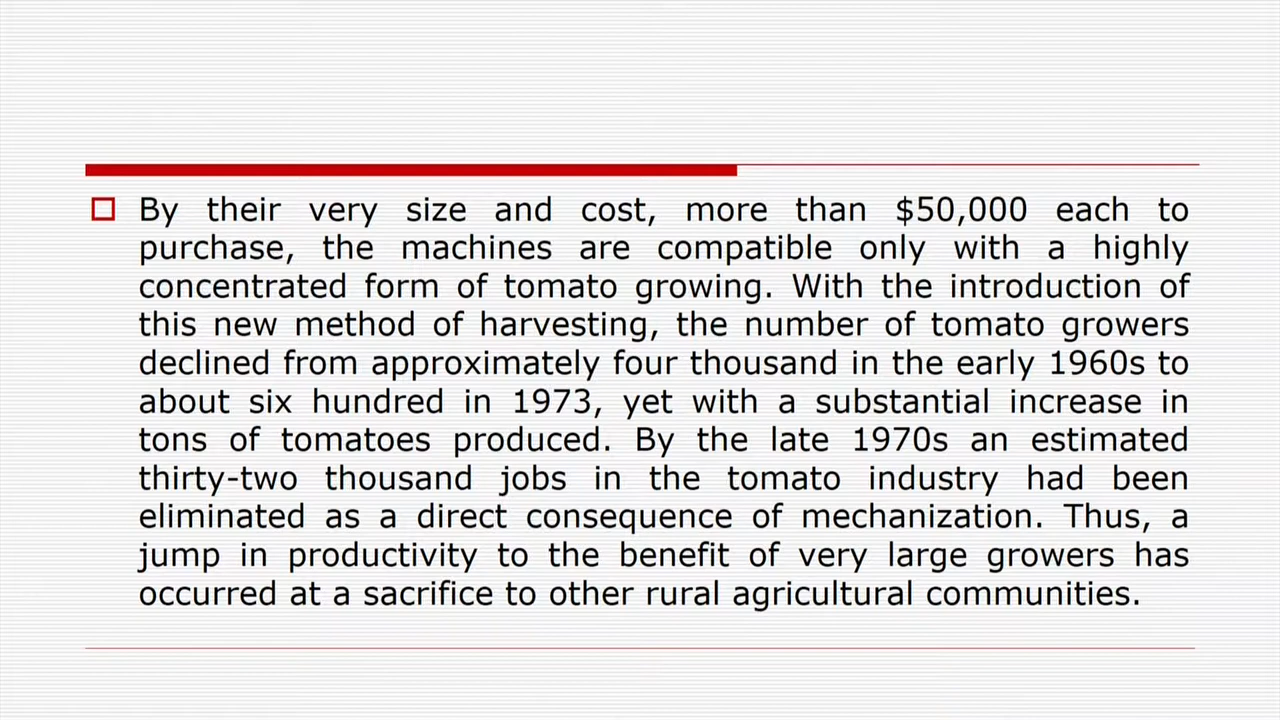 By their very size and cost, more than $50,000 each to
purchase, the machines are compatible only with a highly
concentrated form of tomato growing. With the introduction of
this new method of harvesting, the number of tomato growers
declined from approximately four thousand in the early 1960s to
about six hundred in 1973, yet with a substantial increase in
tons of tomatoes produced. By the late 1970s an estimated
thirty-two thousand jobs in the tomato industry had been
eliminated as a direct consequence of mechanization. Thus, a
jump in productivity to the benefit of very large growers has
occurred at a sacrifice to other rural agricultural communities.